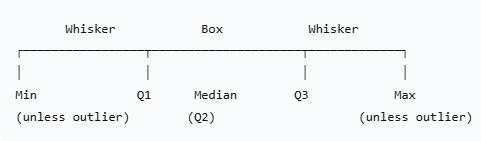 Whisker Box Whisker
Min Q1 Median Q3 Max
(unless outlier) (Q2) (unless outlier)